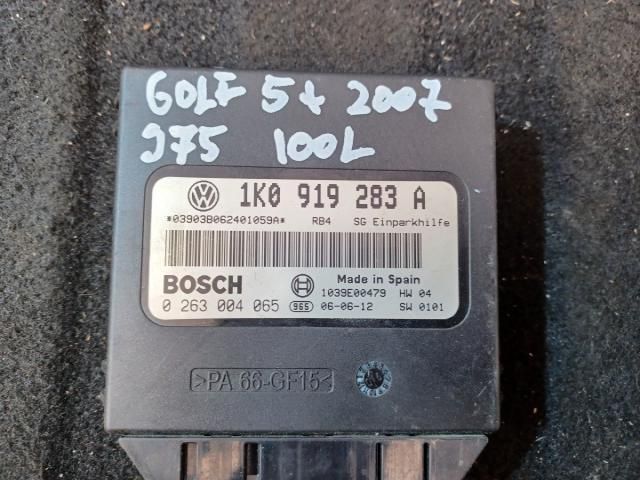 GOLF 5+ 2007
975 100L
1K0 919 283 A
*03903B062401059A* RB4 SG Einparkhilfe
BOSCH Made in Spain
1039E00479 HW 04
0 263 004 065 965 06-06-12 SW 0101
>PA 66-GF15<